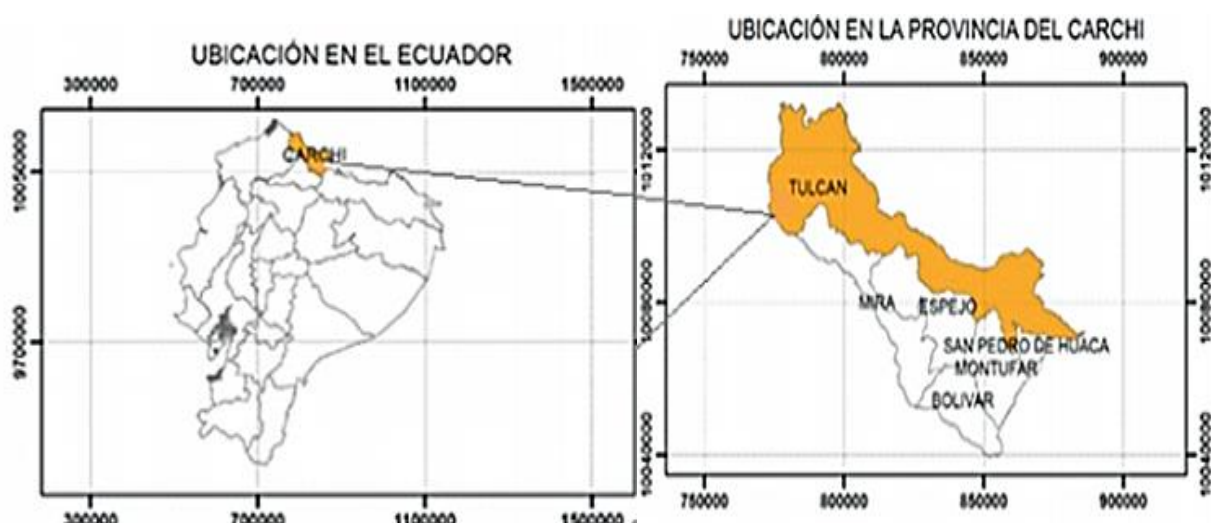 UBICACIÓN EN EL ECUADOR
300000 700000 1100000 1500000
10050000
9700000
CARCHI
300000 700000 1100000 1500000
UBICACIÓN EN LA PROVINCIA DEL CARCHI
750000 800000 850000 900000
10120000
10080000
10040000
TULCAN
MIRA
ESPEJO
SAN PEDRO DE HUACA
MONTUFAR
BOLIVAR
750000 800000 850000 900000